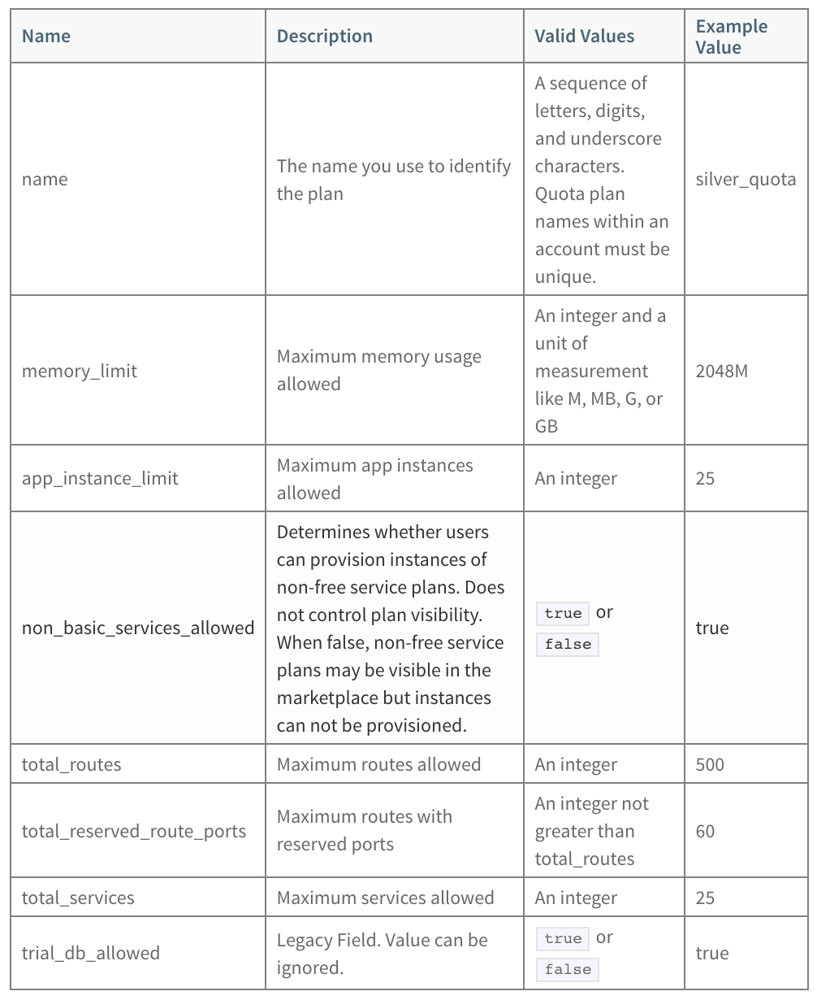 Name
Description
Valid Values
Example
Value
name
The name you use to identify
the plan
A sequence of
letters, digits,
and underscore
characters.
Quota plan
names within an
account must be
unique.
silver_quota
memory_limit
Maximum memory usage
allowed
An integer and a
unit of
measurement
like M, MB, G, or
GB
2048M
app_instance_limit
Maximum app instances
allowed
An integer
25
non_basic_services_allowed
Determines whether users
can provision instances of
non-free service plans. Does
not control plan visibility.
When false, non-free service
plans may be visible in the
marketplace but instances
can not be provisioned.
true or
false
true
total_routes
Maximum routes allowed
An integer
500
total_reserved_route_ports
Maximum routes with
reserved ports
An integer not
greater than
total_routes
60
total_services
Maximum services allowed
An integer
25
trial_db_allowed
Legacy Field. Value can be
ignored.
true or
false
true